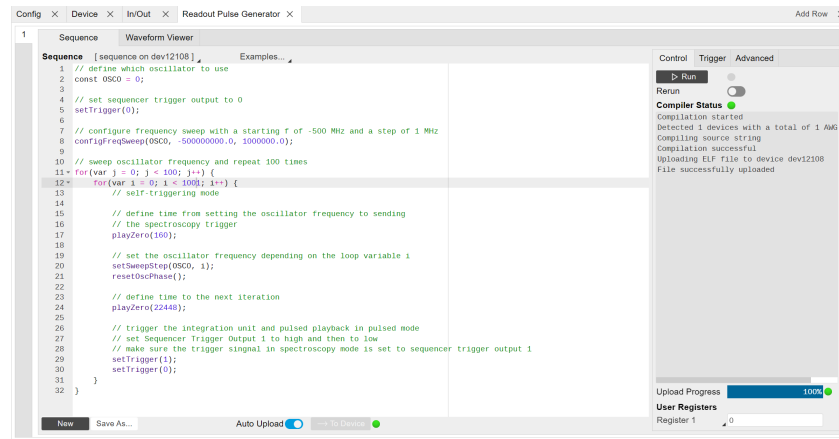 Config × Device × In/Out × Readout Pulse Generator × Add Row
1 Sequence Waveform Viewer
Sequence [ sequence on dev12108 ] Examples...
1 // define which oscillator to use
2 const OSC0 = 0;
3
4 // set sequencer trigger output to 0
5 setTrigger(0);
6
7 // configure frequency sweep with a starting f of -500 MHz and a step of 1 MHz
8 configFreqSweep(OSC0, -500000000.0, 1000000.0);
9
10 // sweep oscillator frequency and repeat 100 times
11 for(var j = 0; j < 100; j++) {
12 for(var i = 0; i < 1001; i++) {
13 // self-triggering mode
14
15 // define time from setting the oscillator frequency to sending
16 // the spectroscopy trigger
17 playZero(160);
18
19 // set the oscillator frequency depending on the loop variable i
20 setSweepStep(OSC0, i);
21 resetOscPhase();
22
23 // define time to the next iteration
24 playZero(22448);
25
26 // trigger the integration unit and pulsed playback in pulsed mode
27 // set Sequencer Trigger Output 1 to high and then to low
28 // make sure the trigger singnal in spectroscopy mode is set to sequencer trigger output 1
29 setTrigger(1);
30 setTrigger(0);
31 }
32 }
New Save As... Auto Upload To Device
Control Trigger Advanced
Run
Rerun
Compiler Status
Compilation started
Detected 1 devices with a total of 1 AWG
Compiling source string
Compilation successful
Uploading ELF file to device dev12108
File successfully uploaded
Upload Progress 100%
User Registers
Register 1 0